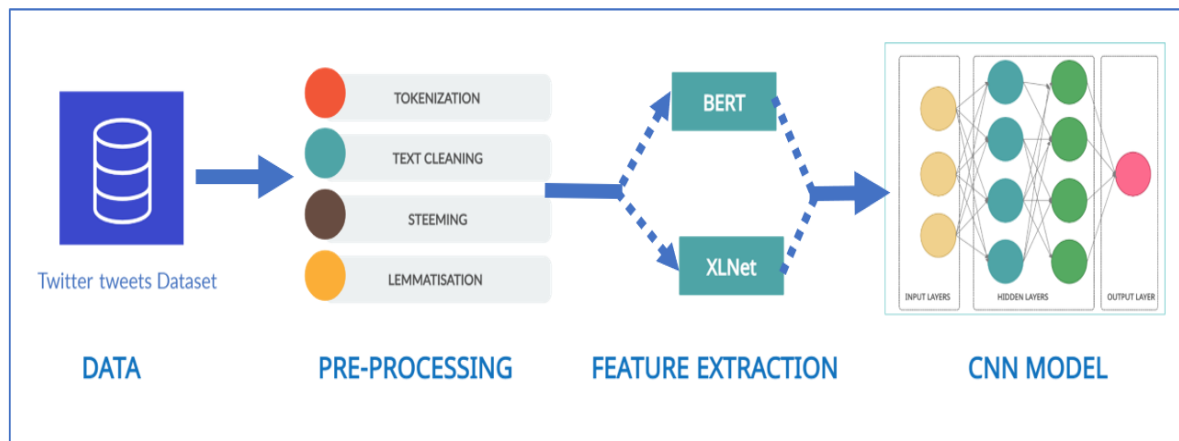 Twitter tweets Dataset
DATA
TOKENIZATION
TEXT CLEANING
STEEMING
LEMMATISATION
PRE-PROCESSING
BERT
XLNet
FEATURE EXTRACTION
INPUT LAYERS
HIDDEN LAYERS
OUTPUT LAYER
CNN MODEL